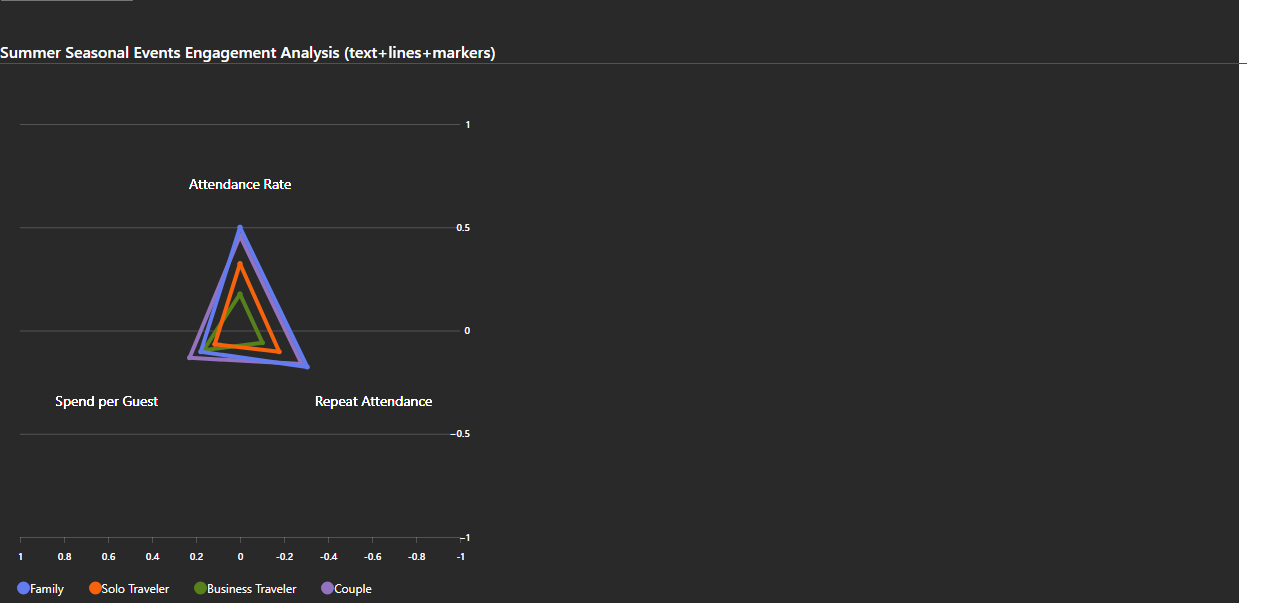 Summer Seasonal Events Engagement Analysis (text+lines+markers)
1
Attendance Rate
0.5
0
Spend per Guest
Repeat Attendance
−0.5
−1
1 0.8 0.6 0.4 0.2 0 -0.2 -0.4 -0.6 -0.8 -1
Family Solo Traveler Business Traveler Couple